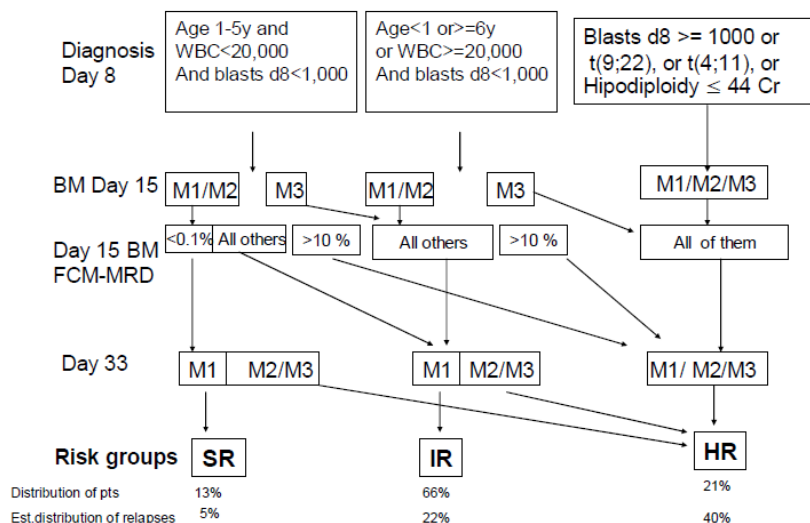 Diagnosis
Day 8
Age 1-5y and
WBC<20,000
And blasts d8<1,000
Age<1 or>=6y
or WBC>=20,000
And blasts d8<1,000
Blasts d8 >= 1000 or
t(9;22), or t(4;11), or
Hipodiploidy ≤ 44 Cr
BM Day 15
M1/M2
M3
M1/M2
M3
M1/M2/M3
Day 15 BM
FCM-MRD
<0.1%
All others
>10 %
All others
>10 %
All of them
Day 33
M1
M2/M3
M1
M2/M3
M1/ M2/M3
Risk groups
SR
IR
HR
Distribution of pts
13%
66%
21%
Est.distribution of relapses
5%
22%
40%